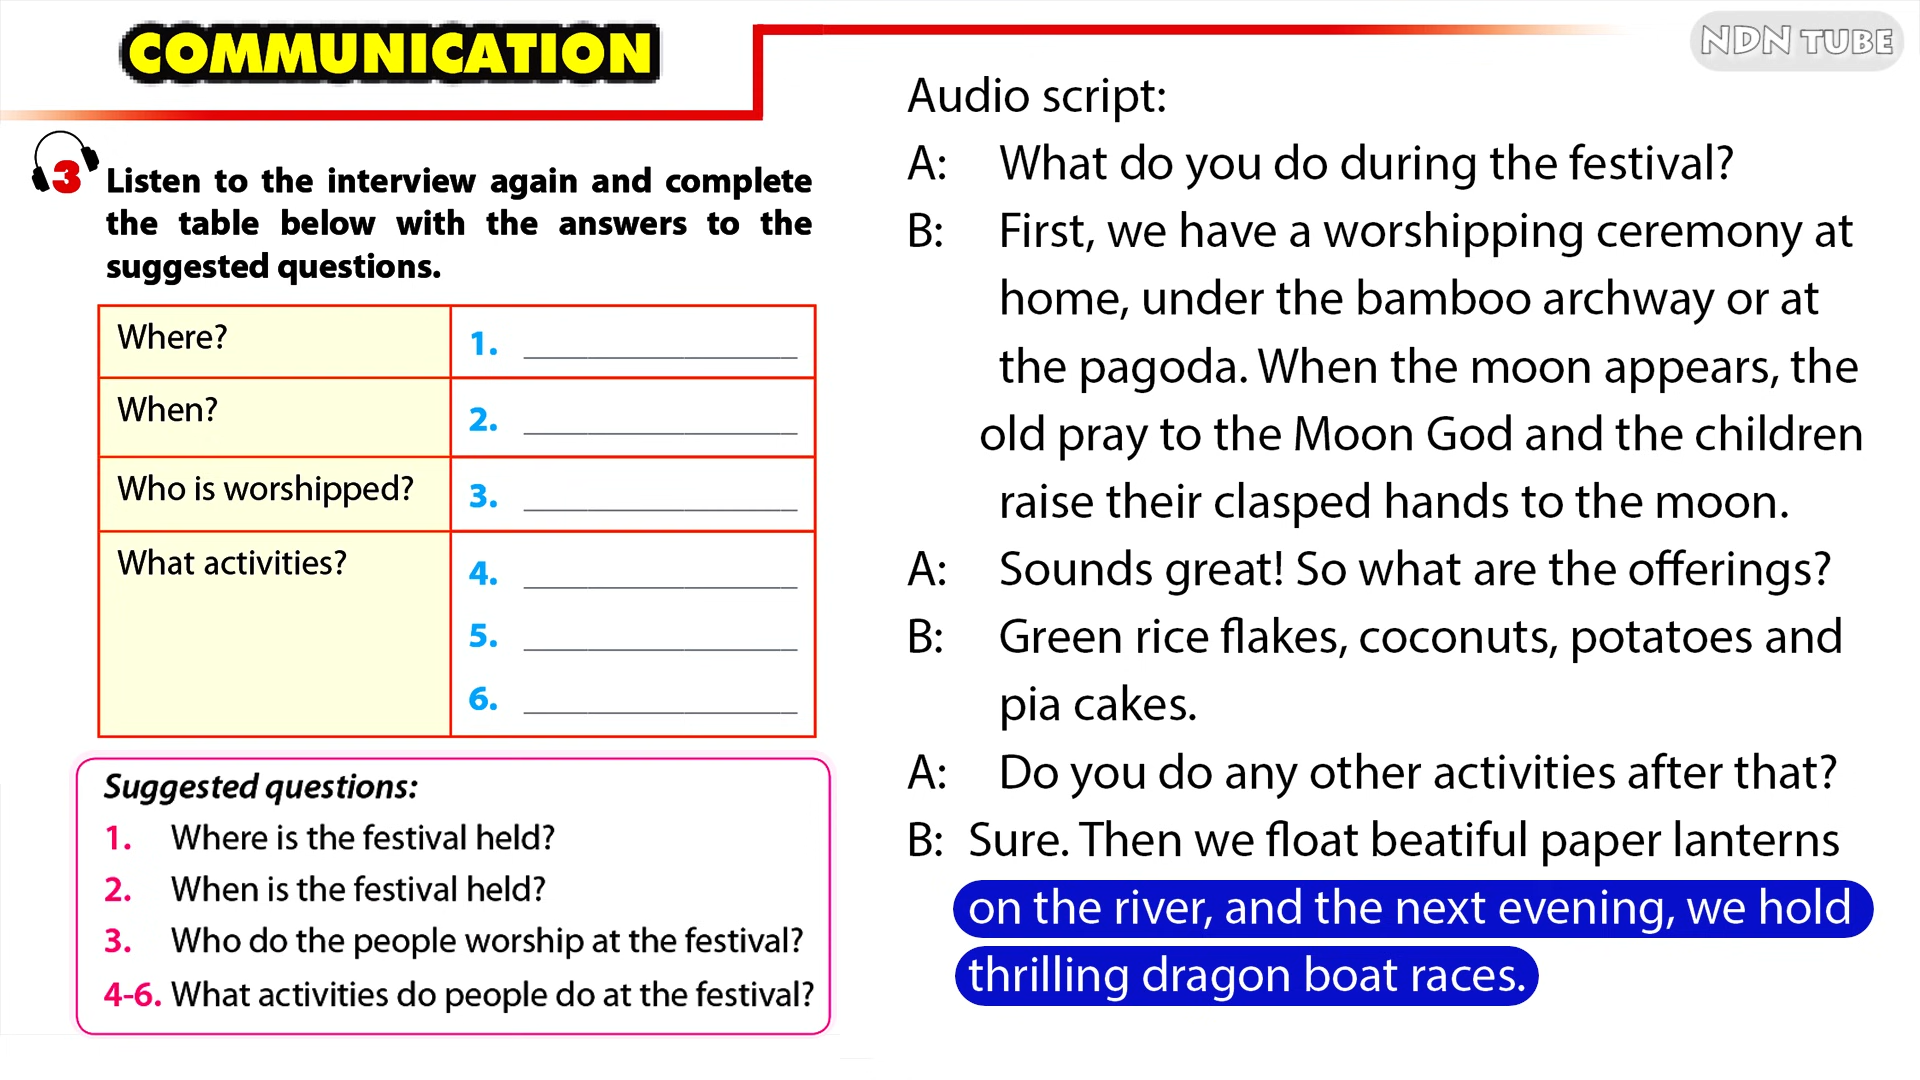 COMMUNICATION
NDN TUBE
3 Listen to the interview again and complete
the table below with the answers to the
suggested questions.
Where? 1. ____________________
When? 2. ____________________
Who is worshipped? 3. ____________________
What activities? 4. ____________________
5. ____________________
6. ____________________
Suggested questions:
1. Where is the festival held?
2. When is the festival held?
3. Who do the people worship at the festival?
4-6. What activities do people do at the festival?
Audio script:
A: What do you do during the festival?
B: First, we have a worshipping ceremony at
home, under the bamboo archway or at
the pagoda. When the moon appears, the
old pray to the Moon God and the children
raise their clasped hands to the moon.
A: Sounds great! So what are the offerings?
B: Green rice flakes, coconuts, potatoes and
pia cakes.
A: Do you do any other activities after that?
B: Sure. Then we float beatiful paper lanterns
on the river, and the next evening, we hold
thrilling dragon boat races.